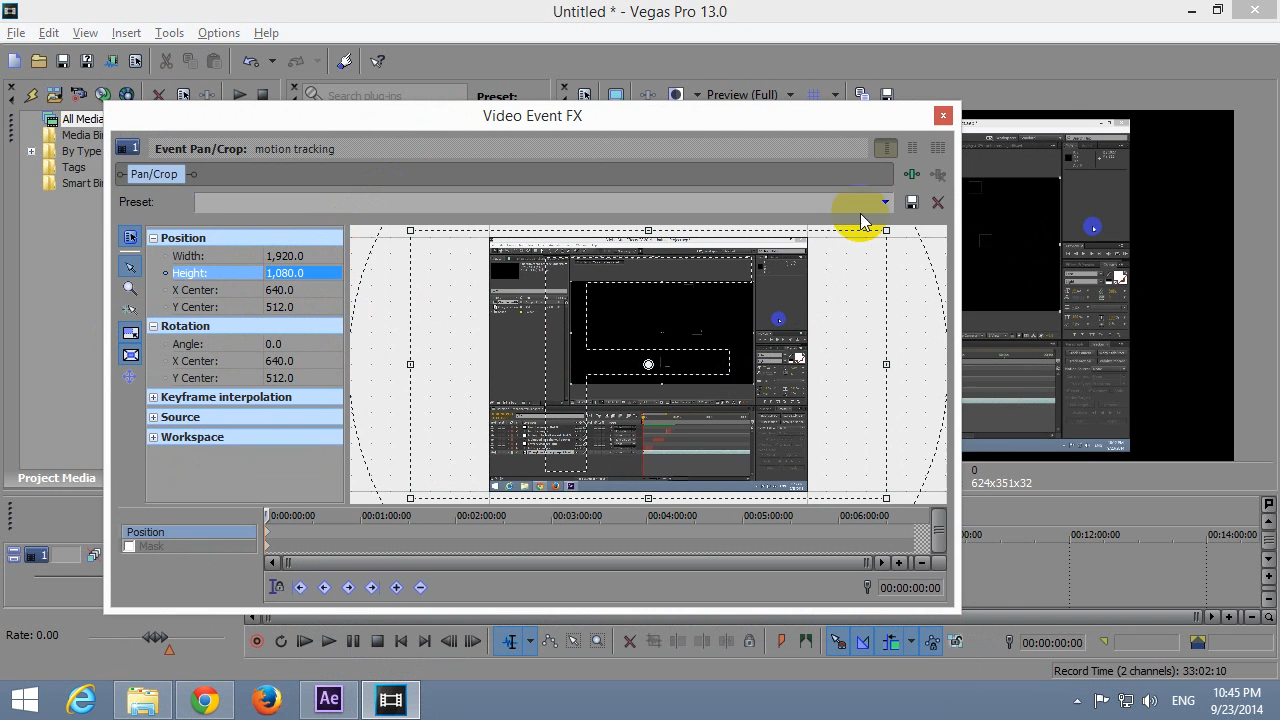 Untitled * - Vegas Pro 13.0
File Edit View Insert Tools Options Help
Preset:
Search plug-ins
Preview (Full)
All Media
Media Bi
By Type
Tags
Smart Bin
Video Event FX
1 Event Pan/Crop: motion
Pan/Crop
Preset:
Position
Width: 1,920.0
Height: 1,080.0
X Center: 640.0
Y Center: 512.0
Rotation
Angle:
X Center: 640.0
Y Center: 512.0
Keyframe interpolation
Source
Workspace
Project Media
0
624x351x32
0:00:00:00 00:01:00:00 00:02:00:00 00:03:00:00 00:04:00:00 00:05:00:00 00:06:00:00
Position
Mask
00:00:00:00
1
:00:00 00:12:00:00 00:14:00:00
Rate: 0.00
00:00:00:00
Record Time (2 channels): 33:02:10
Ae
ENG
10:45 PM
9/23/2014